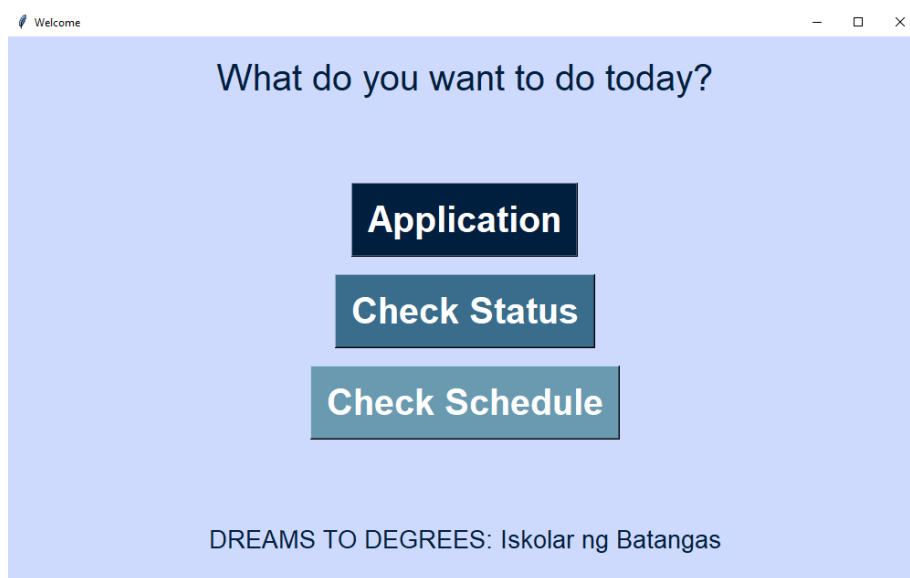 Welcome
What do you want to do today?
Application
Check Status
Check Schedule
DREAMS TO DEGREES: Iskolar ng Batangas